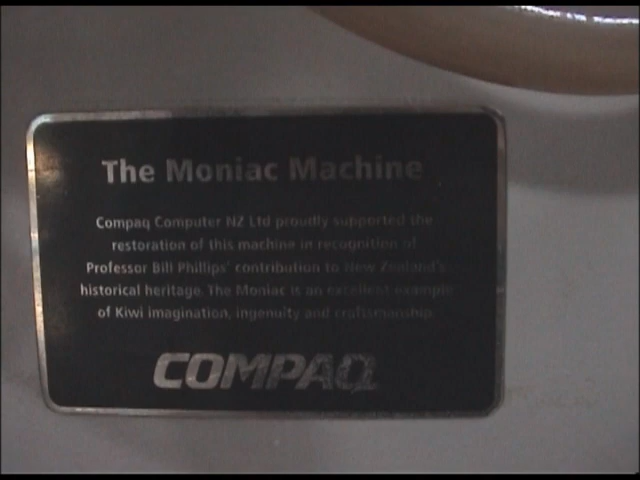 The Moniac Machine
Compaq Computer NZ Ltd proudly supported the
restoration of this machine in recognition of
Professor Bill Phillips' contribution to New Zealand's
historical heritage. The Moniac is an excellent example
of Kiwi imagination, ingenuity and craftsmanship.
COMPAQ